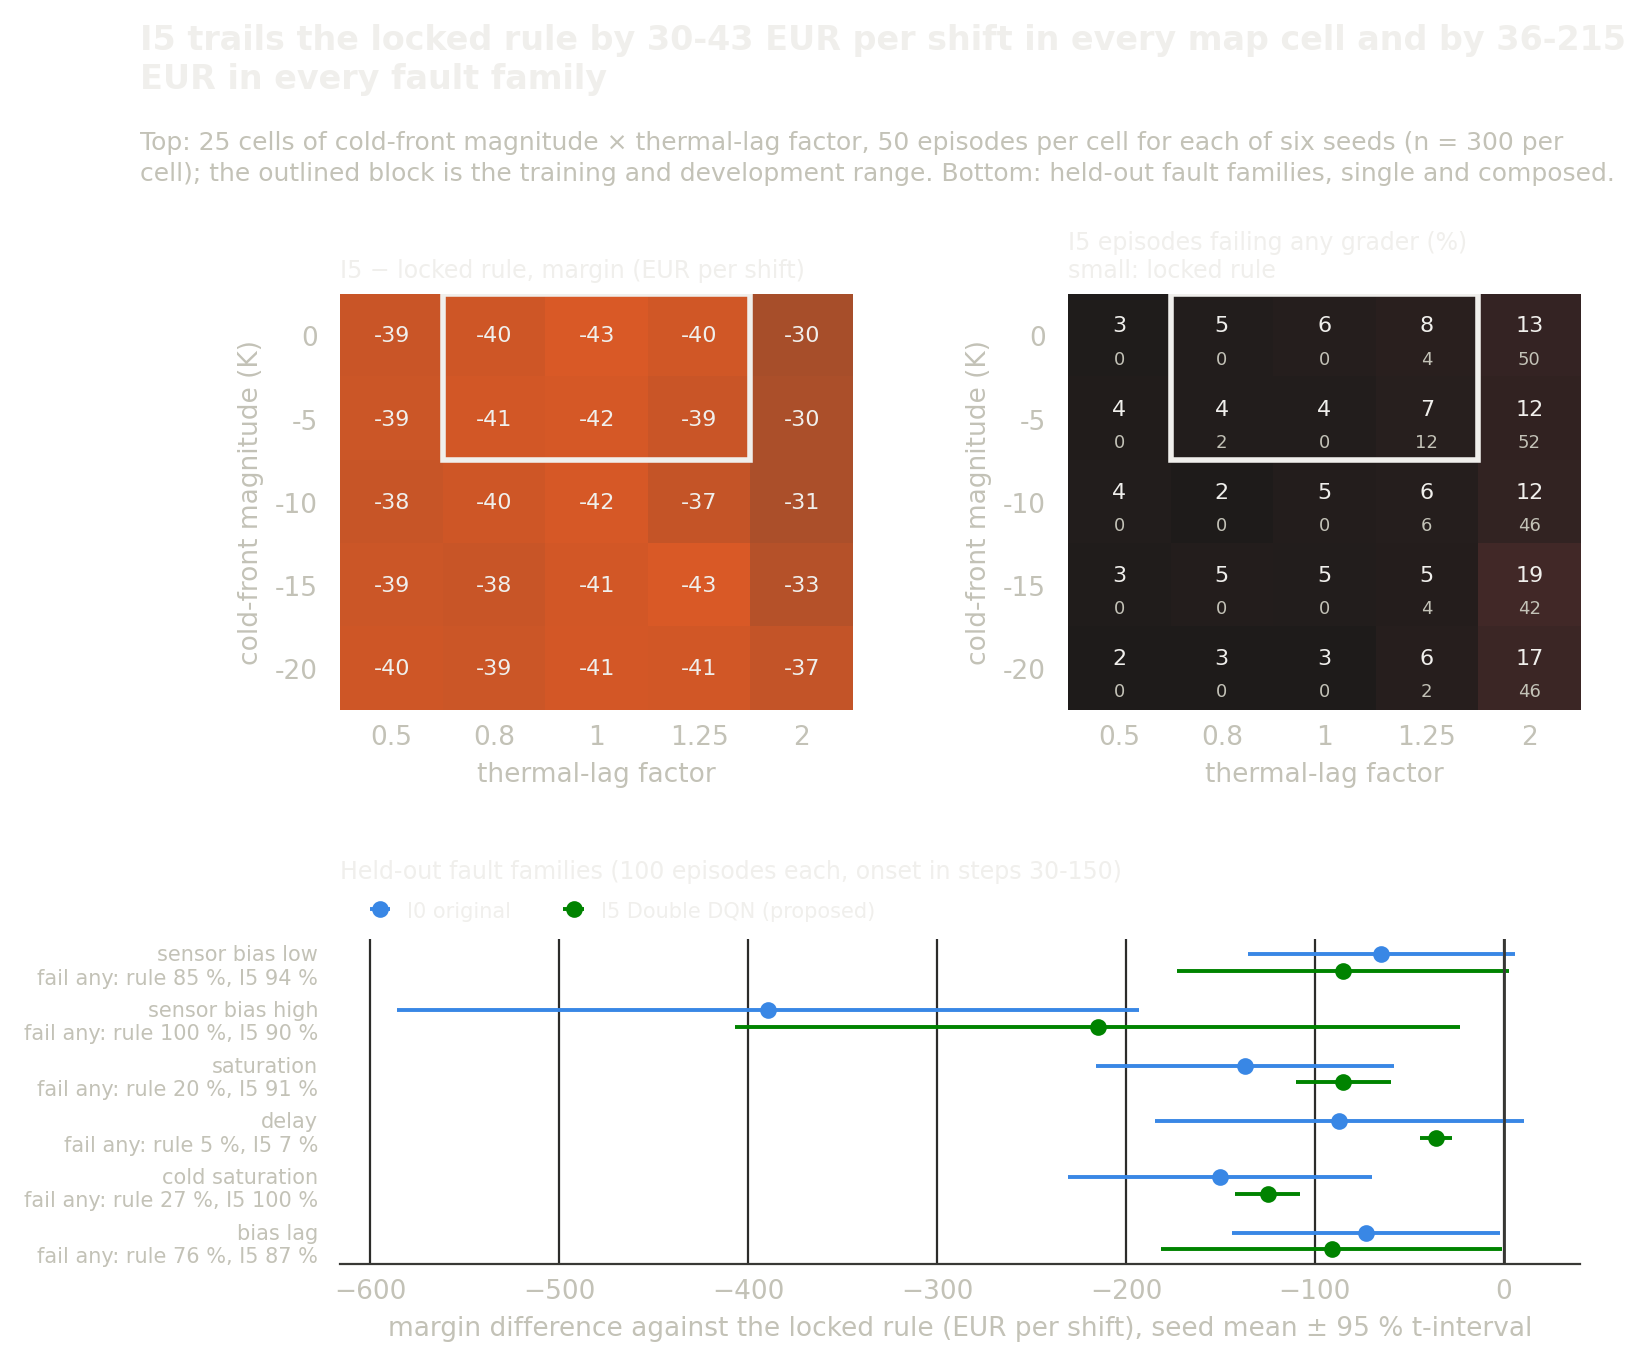 I5 trails the locked rule by 30-43 EUR per shift in every map cell and by 36-215
EUR in every fault family
Top: 25 cells of cold-front magnitude × thermal-lag factor, 50 episodes per cell for each of six seeds (n = 300 per
cell); the outlined block is the training and development range. Bottom: held-out fault families, single and composed.
I5 − locked rule, margin (EUR per shift)
cold-front magnitude (K)
0
-39 -40 -43 -40 -30
-5
-39 -41 -42 -39 -30
-10
-38 -40 -42 -37 -31
-15
-39 -38 -41 -43 -33
-20
-40 -39 -41 -41 -37
0.5 0.8 1 1.25 2
thermal-lag factor
I5 episodes failing any grader (%)
small: locked rule
cold-front magnitude (K)
0
3 5 6 8 13
0 0 0 4 50
-5
4 4 4 7 12
0 2 0 12 52
-10
4 2 5 6 12
0 0 0 6 46
-15
3 5 5 5 19
0 0 0 4 42
-20
2 3 3 6 17
0 0 0 2 46
0.5 0.8 1 1.25 2
thermal-lag factor
Held-out fault families (100 episodes each, onset in steps 30-150)
I0 original
I5 Double DQN (proposed)
sensor bias low
fail any: rule 85 %, I5 94 %
sensor bias high
fail any: rule 100 %, I5 90 %
saturation
fail any: rule 20 %, I5 91 %
delay
fail any: rule 5 %, I5 7 %
cold saturation
fail any: rule 27 %, I5 100 %
bias lag
fail any: rule 76 %, I5 87 %
−600 −500 −400 −300 −200 −100 0
margin difference against the locked rule (EUR per shift), seed mean ± 95 % t-interval